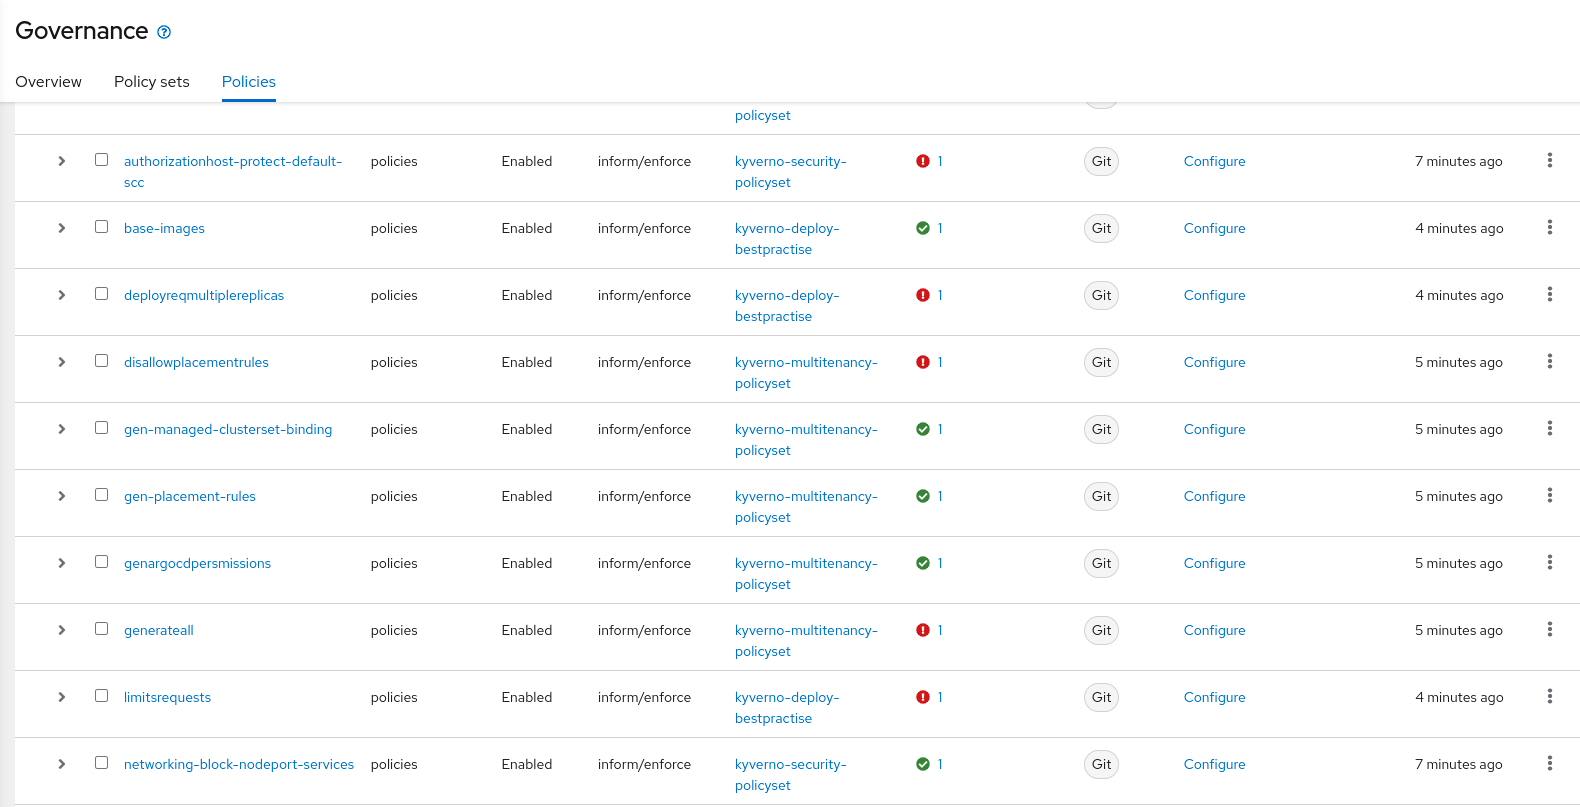 Governance
Overview Policy sets Policies
policyset
authorizationhost-protect-default- policies Enabled inform/enforce kyverno-security- 1 Git Configure 7 minutes ago
scc policyset
base-images policies Enabled inform/enforce kyverno-deploy- 1 Git Configure 4 minutes ago
bestpractise
deployreqmultiplereplicas policies Enabled inform/enforce kyverno-deploy- 1 Git Configure 4 minutes ago
bestpractise
disallowplacementrules policies Enabled inform/enforce kyverno-multitenancy- 1 Git Configure 5 minutes ago
policyset
gen-managed-clusterset-binding policies Enabled inform/enforce kyverno-multitenancy- 1 Git Configure 5 minutes ago
policyset
gen-placement-rules policies Enabled inform/enforce kyverno-multitenancy- 1 Git Configure 5 minutes ago
policyset
genargocdpersmissions policies Enabled inform/enforce kyverno-multitenancy- 1 Git Configure 5 minutes ago
policyset
generateall policies Enabled inform/enforce kyverno-multitenancy- 1 Git Configure 5 minutes ago
policyset
limitsrequests policies Enabled inform/enforce kyverno-deploy- 1 Git Configure 4 minutes ago
bestpractise
networking-block-nodeport-services policies Enabled inform/enforce kyverno-security- 1 Git Configure 7 minutes ago
policyset